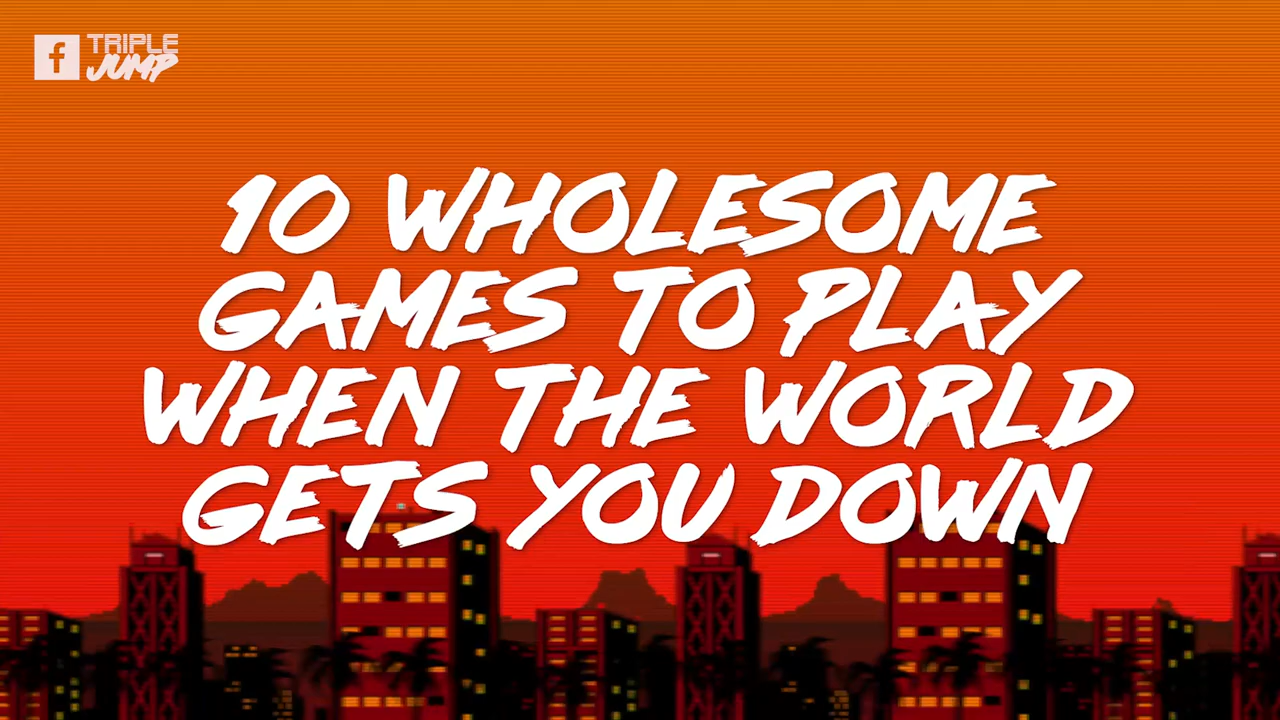 f TRIPLE
JUMP
10 WHOLESOME
GAMES TO PLAY
WHEN THE WORLD
GETS YOU DOWN